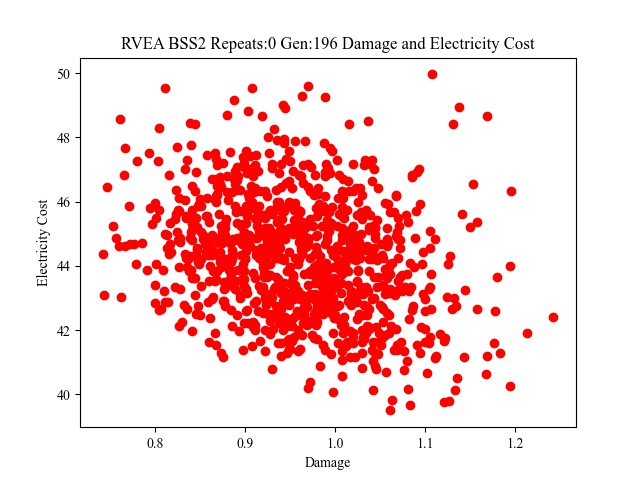 RVEA BSS2 Repeats:0 Gen:196 Damage and Electricity Cost
50
48
46
44
42
40
Electricity Cost
0.8 0.9 1.0 1.1 1.2
Damage